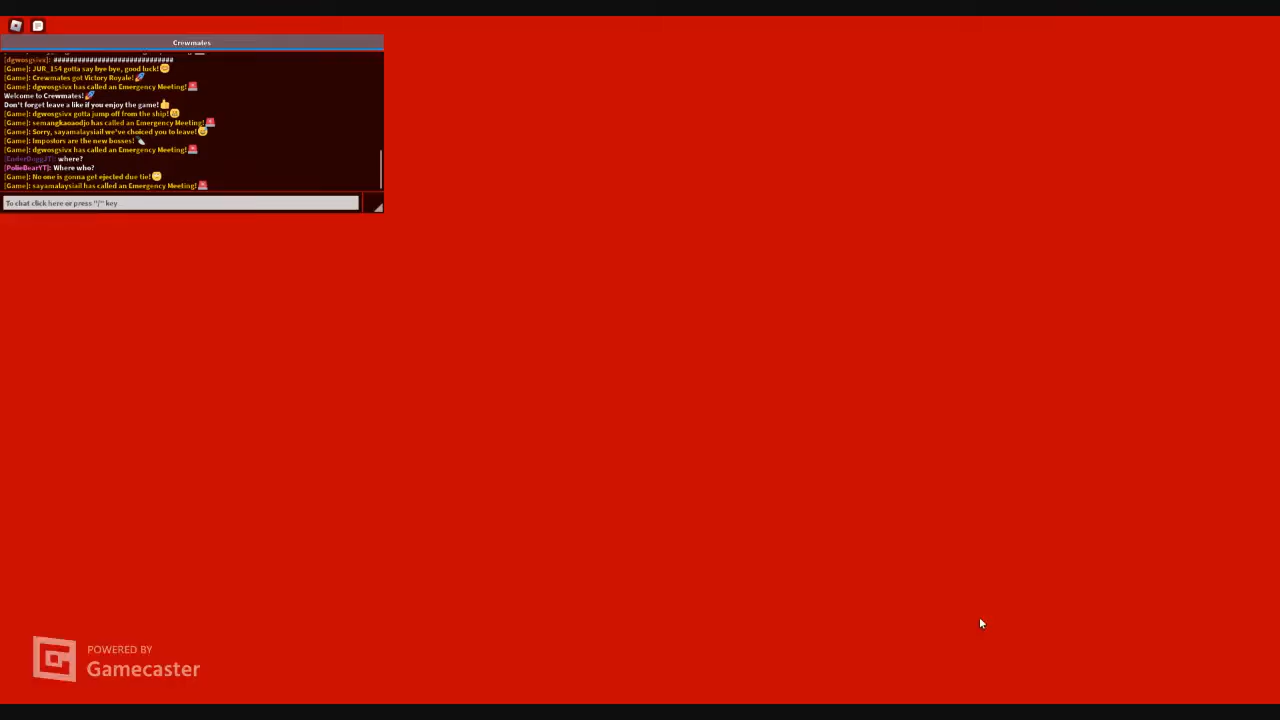 Crewmates
[dgwosgsivx]: ##############################
[Game]: JUR_154 gotta say bye bye, good luck!
[Game]: Crewmates got Victory Royale!
[Game]: dgwosgsivx has called an Emergency Meeting!
Welcome to Crewmates!
Don't forget leave a like if you enjoy the game!
[Game]: dgwosgsivx gotta jump off from the ship!
[Game]: semangkaoaodjo has called an Emergency Meeting!
[Game]: Sorry, sayamalaysiail we've choiced you to leave!
[Game]: Impostors are the new bosses!
[Game]: dgwosgsivx has called an Emergency Meeting!
[EnderDoggJT]: where?
[PolieBearYT]: Where who?
[Game]: No one is gonna get ejected due tie!
[Game]: sayamalaysiail has called an Emergency Meeting!
To chat click here or press "/" key
POWERED BY
Gamecaster